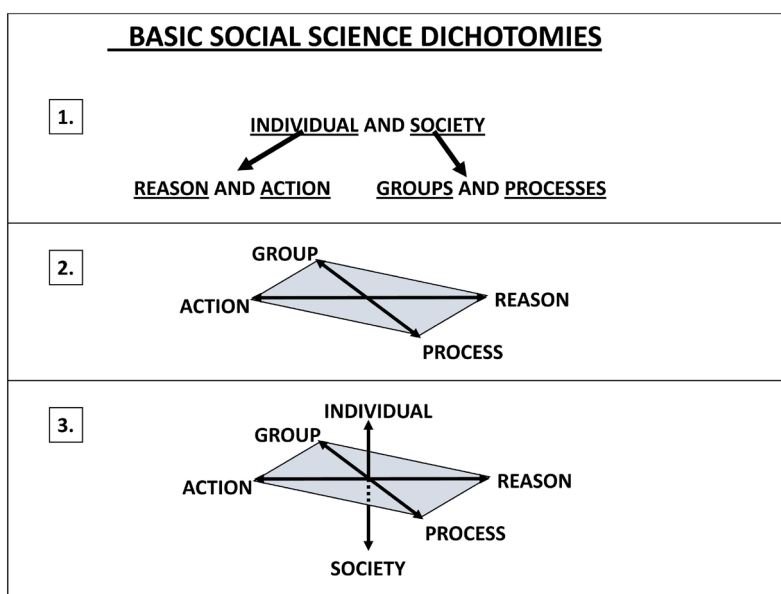 BASIC SOCIAL SCIENCE DICHOTOMIES
1.
INDIVIDUAL AND SOCIETY
REASON AND ACTION GROUPS AND PROCESSES
2.
GROUP
ACTION
REASON
PROCESS
3.
INDIVIDUAL
GROUP
ACTION
REASON
PROCESS
SOCIETY